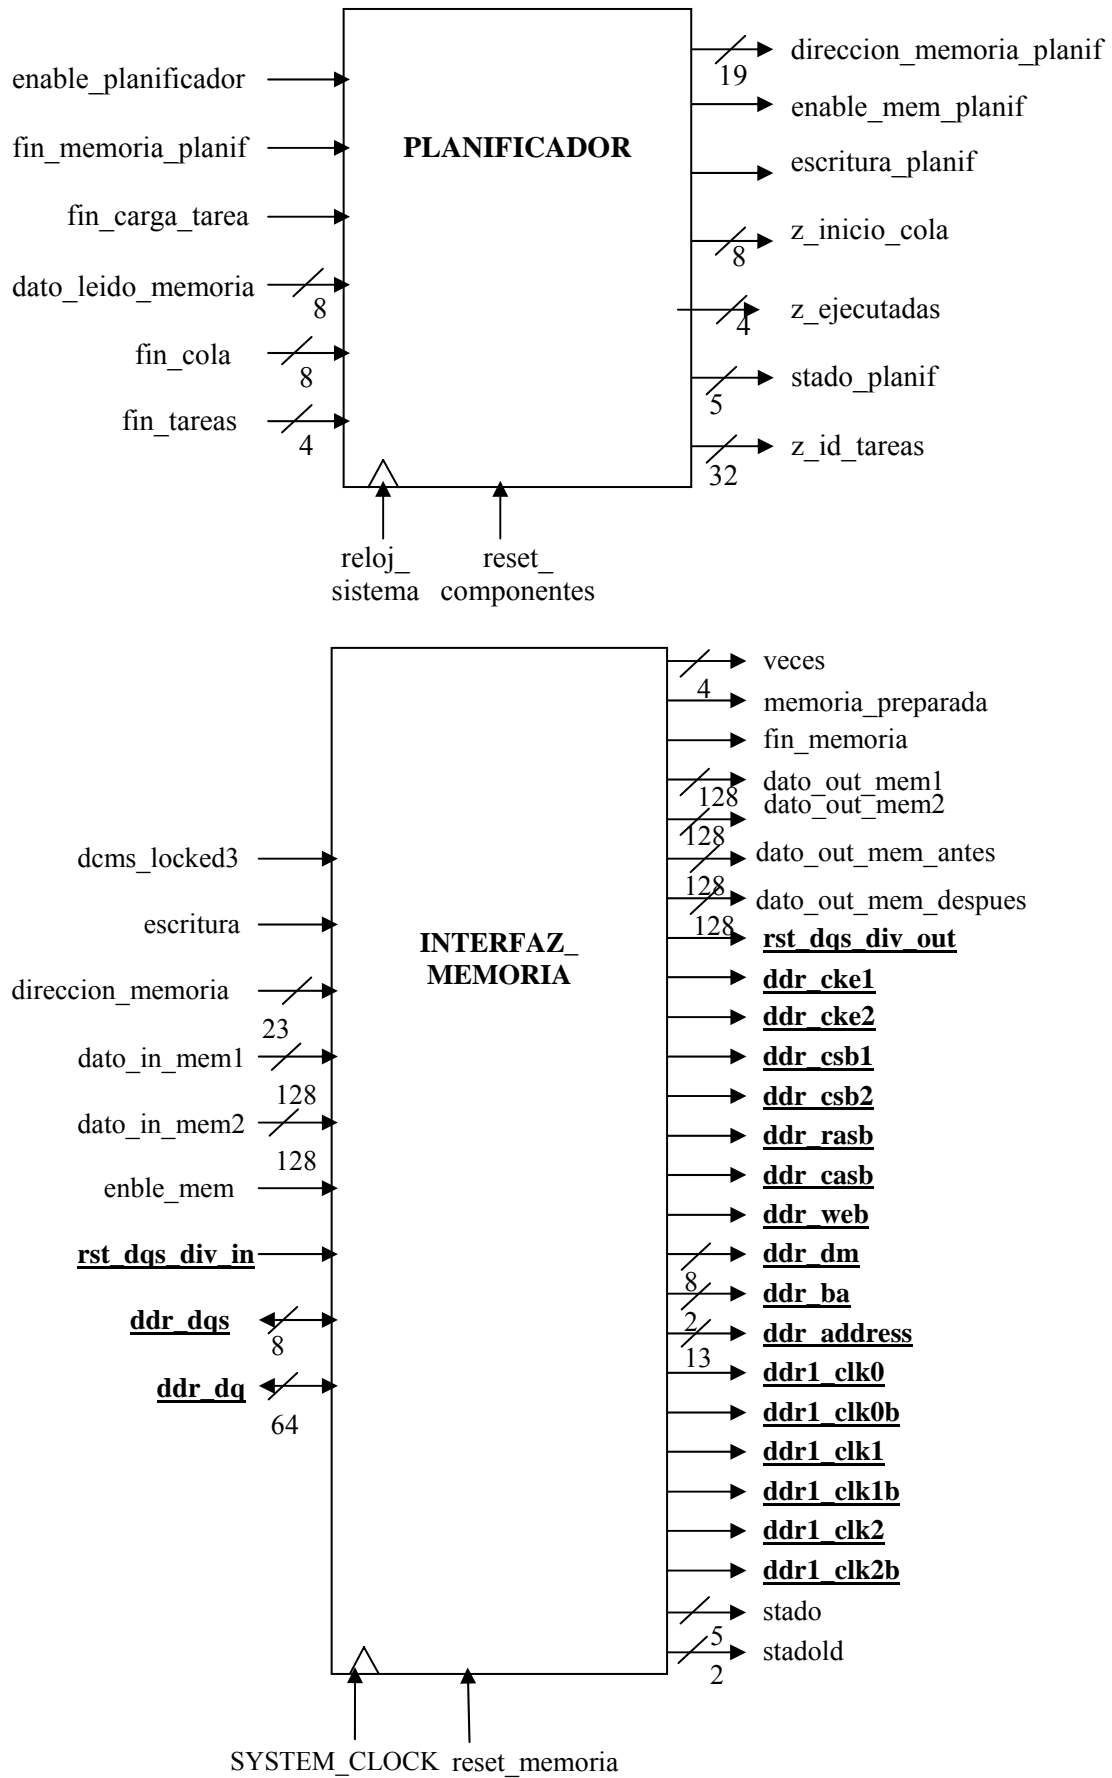 direccion_memoria_planif
19
enable_planificador
enable_mem_planif
fin_memoria_planif
PLANIFICADOR
escritura_planif
fin_carga_tarea
z_inicio_cola
8
dato_leido_memoria
8
z_ejecutadas
4
fin_cola
8
stado_planif
5
fin_tareas
4
z_id_tareas
32
reloj_
sistema
reset_
componentes
veces
4
memoria_preparada
fin_memoria
dato_out_mem1
128
dato_out_mem2
128
dcms_locked3
dato_out_mem_antes
128
dato_out_mem_despues
128
escritura
INTERFAZ_
MEMORIA
rst_dqs_div_out
ddr_cke1
direccion_memoria
23
ddr_cke2
dato_in_mem1
128
ddr_csb1
ddr_csb2
dato_in_mem2
128
ddr_rasb
ddr_casb
enble_mem
ddr_web
rst_dqs_div_in
ddr_dm
8
ddr_ba
2
ddr_dqs
8
ddr_address
13
ddr1_clk0
ddr_dq
64
ddr1_clk0b
ddr1_clk1
ddr1_clk1b
ddr1_clk2
ddr1_clk2b
stado
5
stadold
2
SYSTEM_CLOCK
reset_memoria